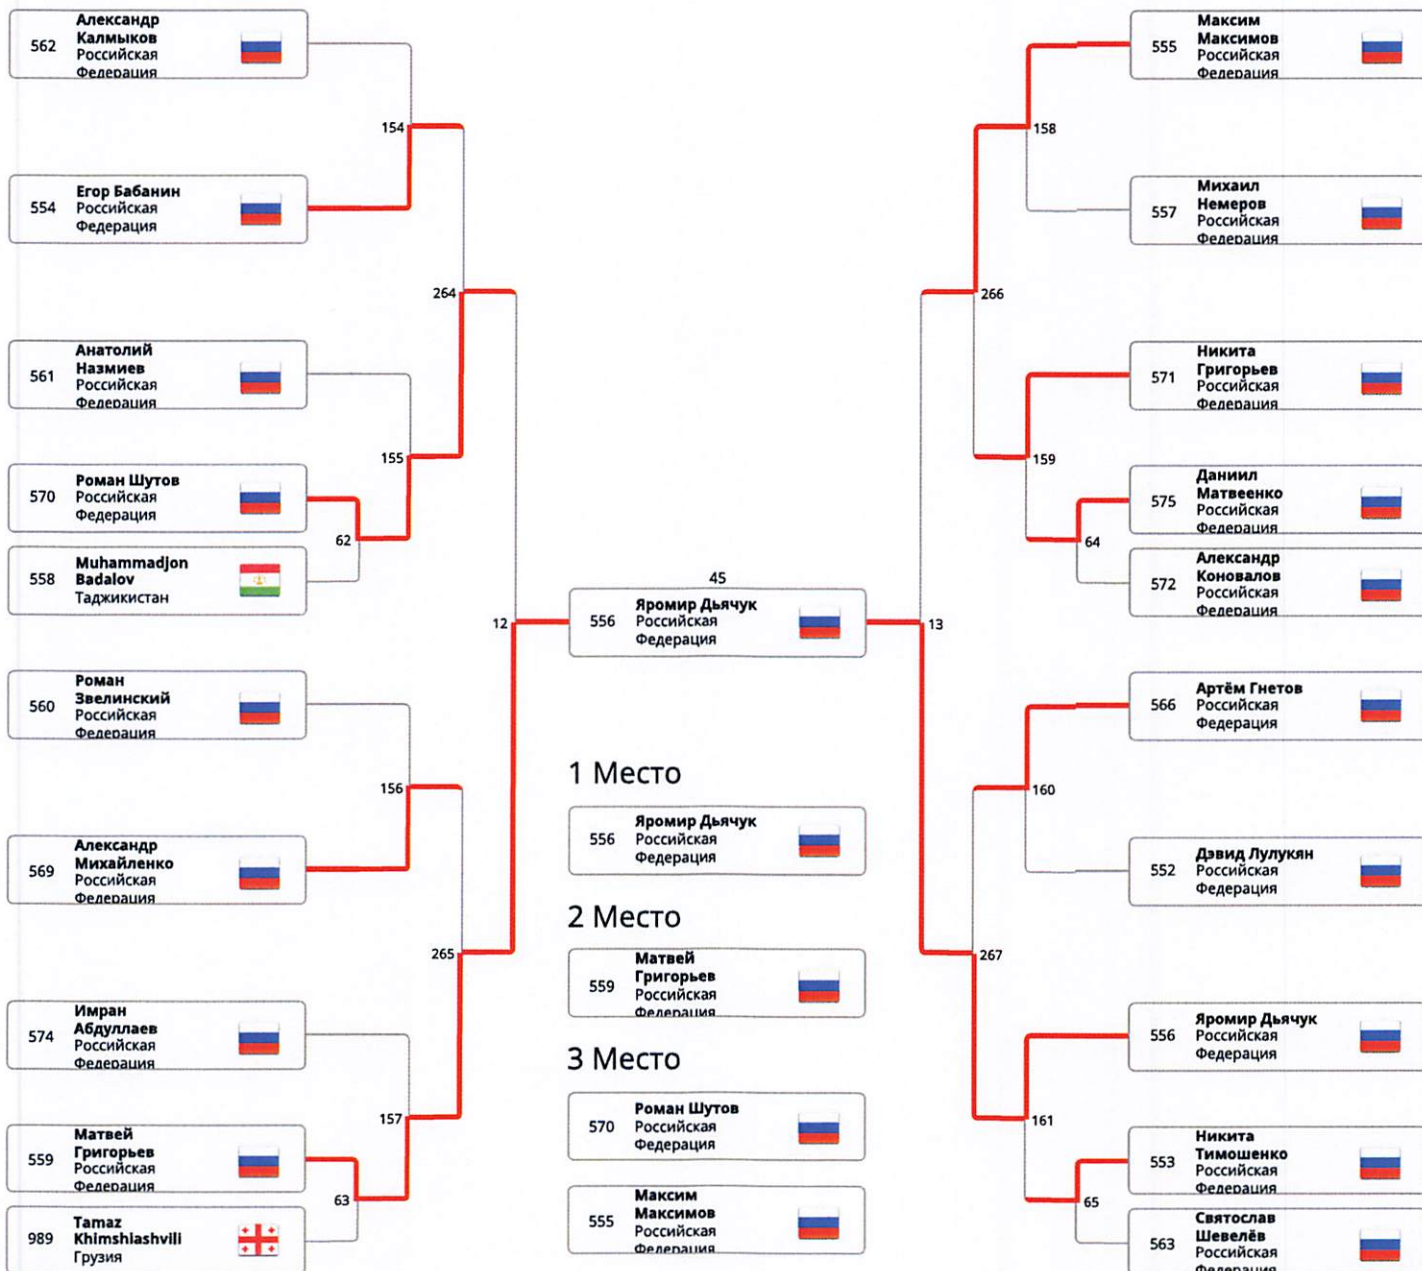 562
Александр
Калмыков
Российская
Федерация
154
554
Егор Бабанин
Российская
Федерация
264
561
Анатолий
Назмиев
Российская
Федерация
155
570
Роман Шутов
Российская
Федерация
62
558
Muhammadjon
Badalov
Таджикистан
12
560
Роман
Звелинский
Российская
Федерация
156
569
Александр
Михайленко
Российская
Федерация
265
574
Имран
Абдуллаев
Российская
Федерация
157
559
Матвей
Григорьев
Российская
Федерация
63
989
Tamaz
Khimshiashvili
Грузия
45
556
Яромир Дьячук
Российская
Федерация
1 Место
556
Яромир Дьячук
Российская
Федерация
2 Место
559
Матвей
Григорьев
Российская
Федерация
3 Место
570
Роман Шутов
Российская
Федерация
555
Максим
Максимов
Российская
Федерация
555
Максим
Максимов
Российская
Федерация
158
557
Михаил
Немеров
Российская
Федерация
266
571
Никита
Григорьев
Российская
Федерация
159
575
Даниил
Матвеенко
Российская
Федерация
64
572
Александр
Коновалов
Российская
Федерация
13
566
Артём Гнетов
Российская
Федерация
160
552
Дэвид Лулукян
Российская
Федерация
267
556
Яромир Дьячук
Российская
Федерация
161
553
Никита
Тимошенко
Российская
Федерация
65
563
Святослав
Шевелёв
Российская
Федерация